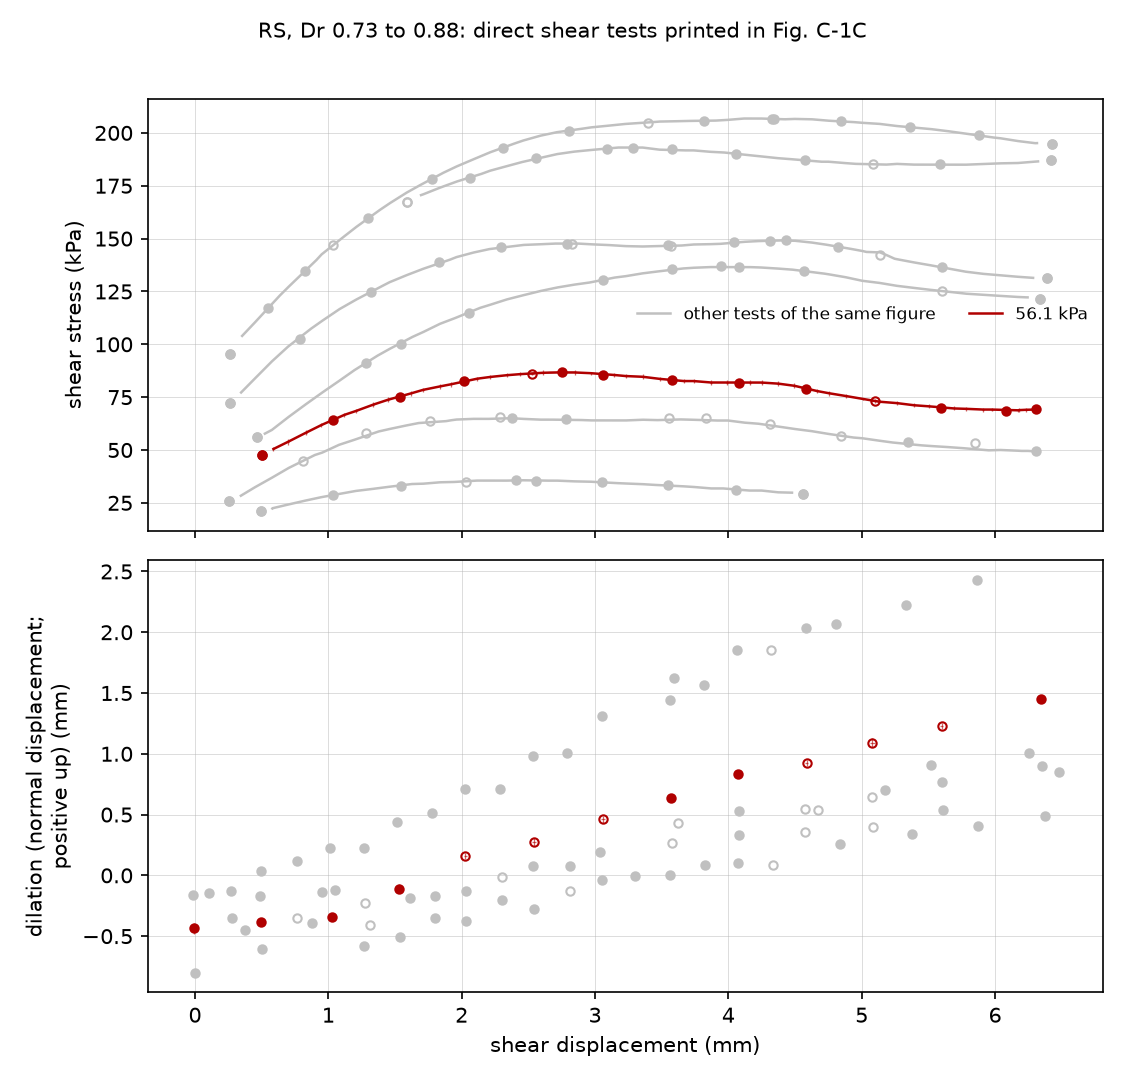 RS, Dr 0.73 to 0.88: direct shear tests printed in Fig. C-1C
shear stress (kPa)
200
175
150
125
100
75
50
25
other tests of the same figure
56.1 kPa
dilation (normal displacement;
positive up) (mm)
2.5
2.0
1.5
1.0
0.5
0.0
−0.5
0 1 2 3 4 5 6
shear displacement (mm)